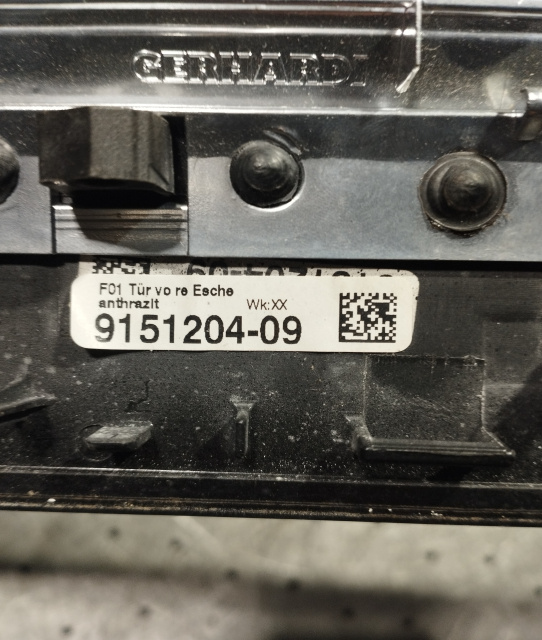 GERHARDI
F01 Tür vo re Esche
anthrazit
Wk:XX
9151204-09